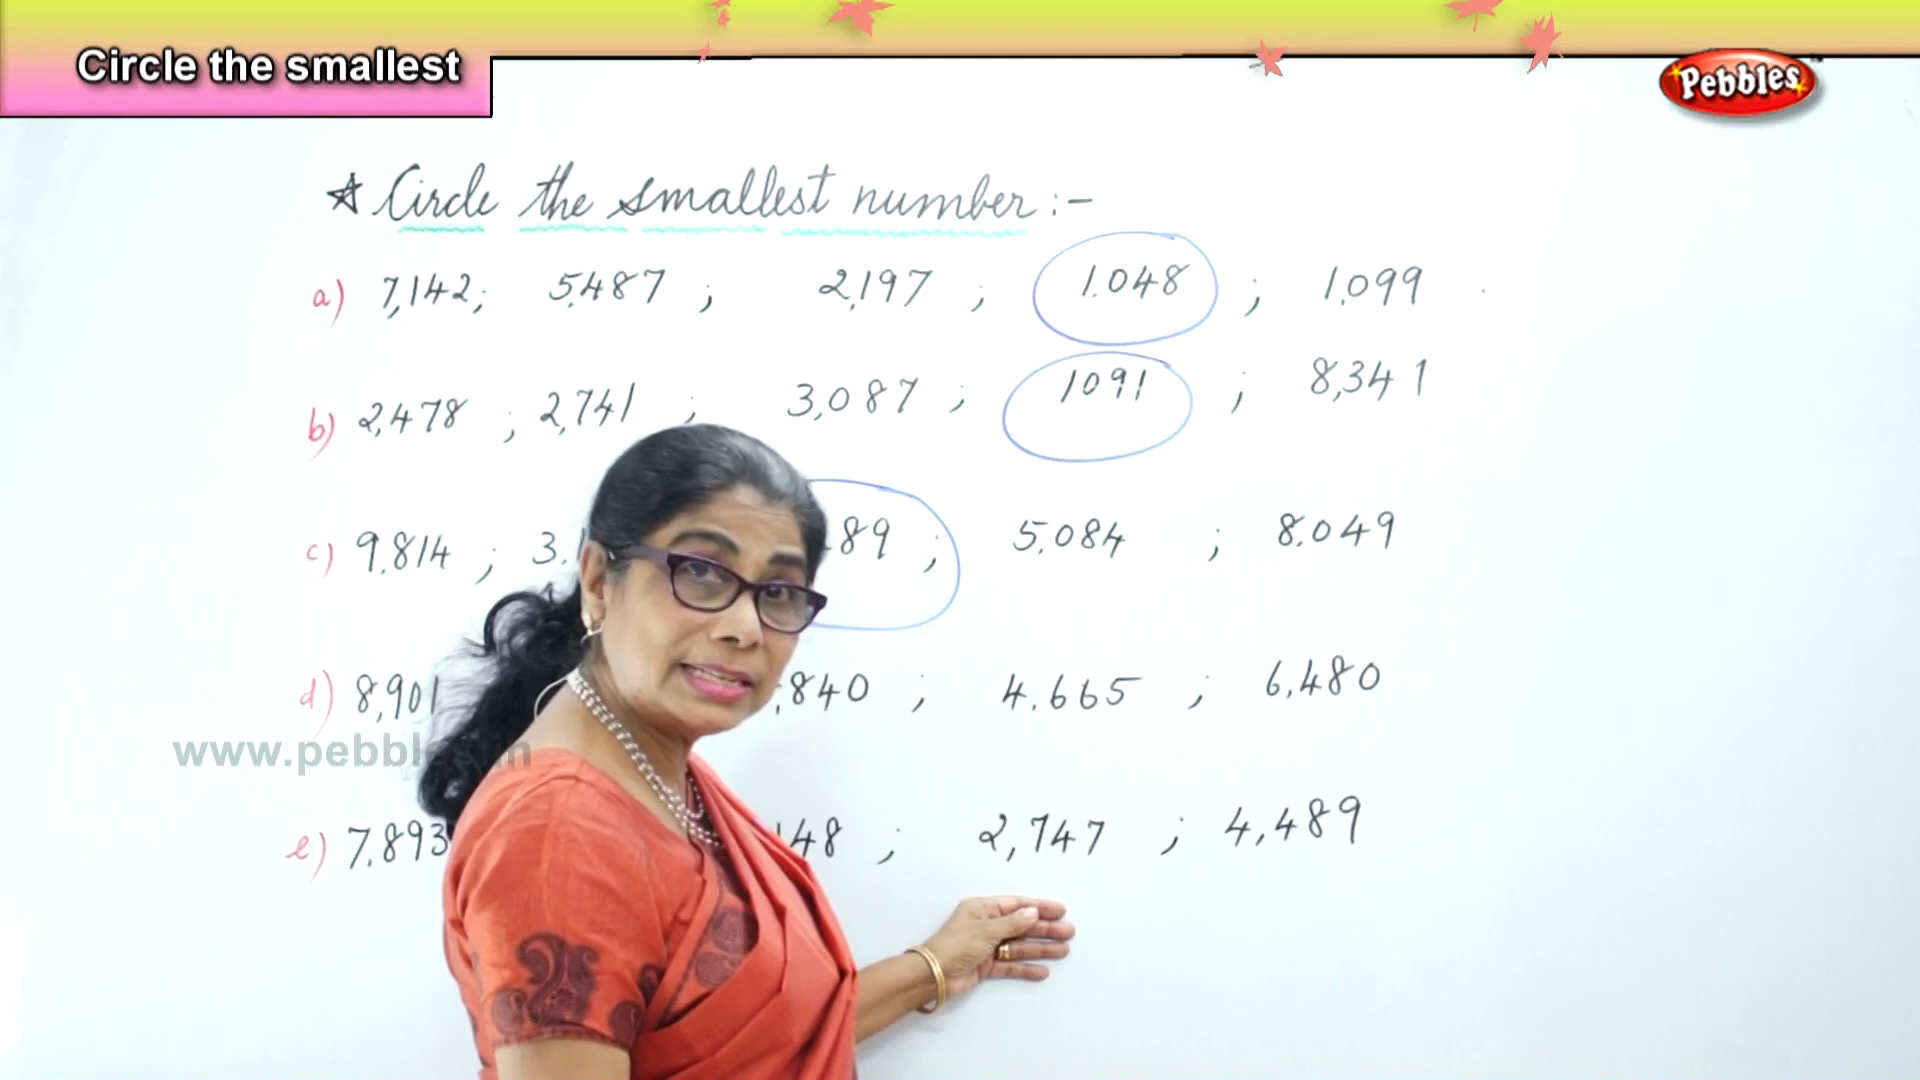 Circle the smallest
Pebbles
☆ Circle the smallest number :-
a) 7,142; 5,487 ; 2,197 ; 1,048 ; 1,099
b) 2,478 ; 2,741 ; 3,087 ; 1091 ; 8,341
c) 9,814 ; 3. 89 ; 5,084 ; 8,049
d) 8,901 840 ; 4,665 ; 6,480
www.pebbles.in
e) 7,893 48 ; 2,747 ; 4,489